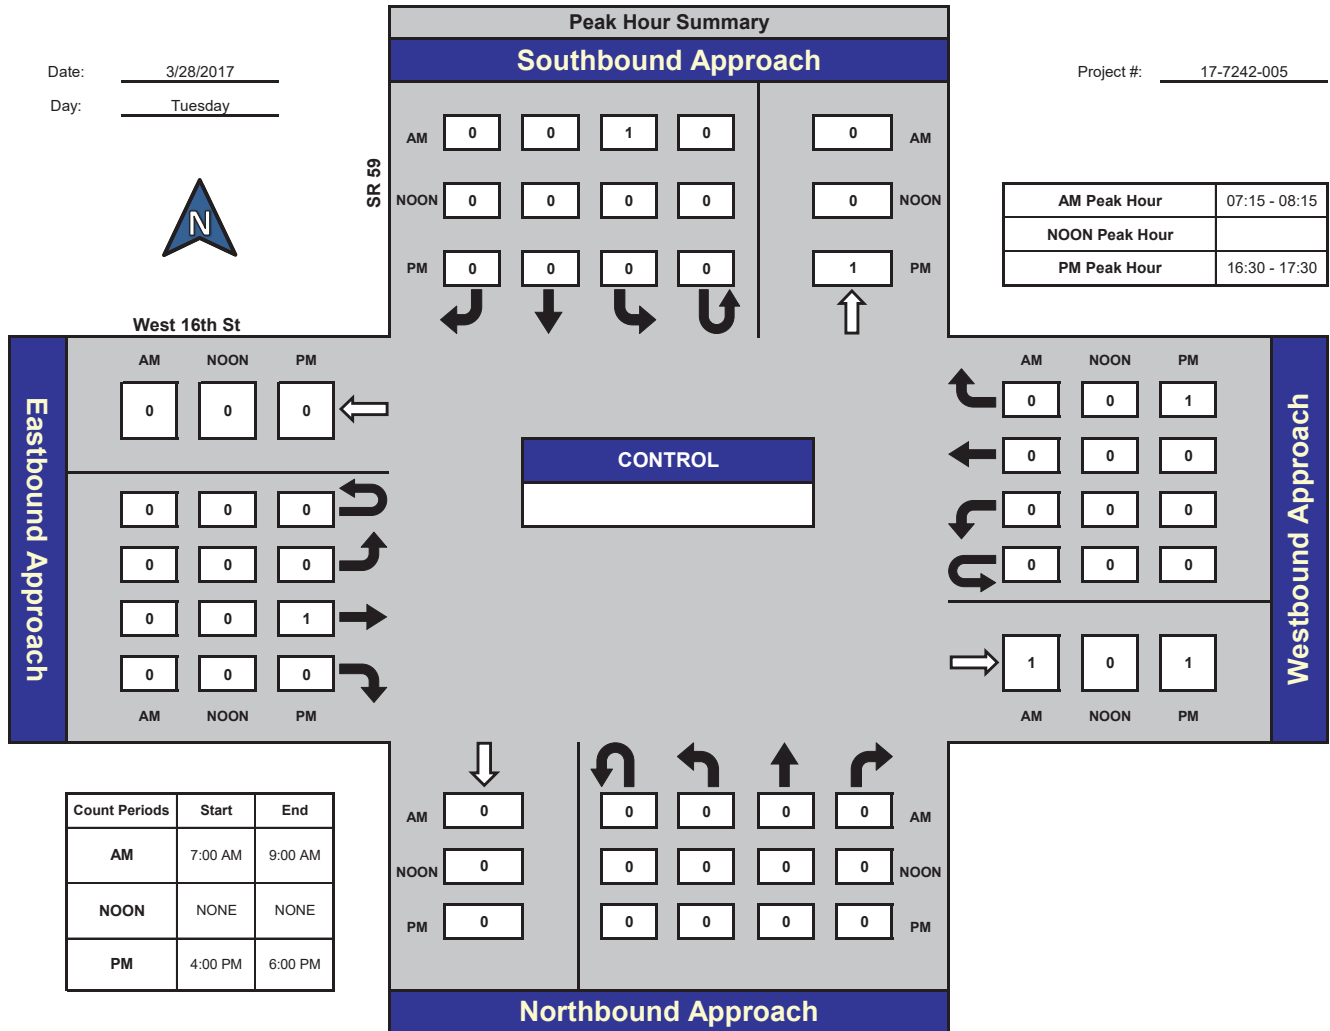 Peak Hour Summary
Southbound Approach
Date: 3/28/2017
Project #: 17-7242-005
Day: Tuesday
SR 59
AM 0 0 1 0 0 AM
NOON 0 0 0 0 0 NOON
PM 0 0 0 0 1 PM
N
AM Peak Hour 07:15 - 08:15
NOON Peak Hour
PM Peak Hour 16:30 - 17:30
West 16th St
Eastbound Approach
AM NOON PM
0 0 0
0 0 0
0 0 0
0 0 1
0 0 0
AM NOON PM
CONTROL
AM NOON PM
0 0 1
0 0 0
0 0 0
0 0 0
1 0 1
AM NOON PM
Westbound Approach
Count Periods Start End
AM 7:00 AM 9:00 AM
NOON NONE NONE
PM 4:00 PM 6:00 PM
AM 0 0 0 0 0 AM
NOON 0 0 0 0 0 NOON
PM 0 0 0 0 0 PM
Northbound Approach